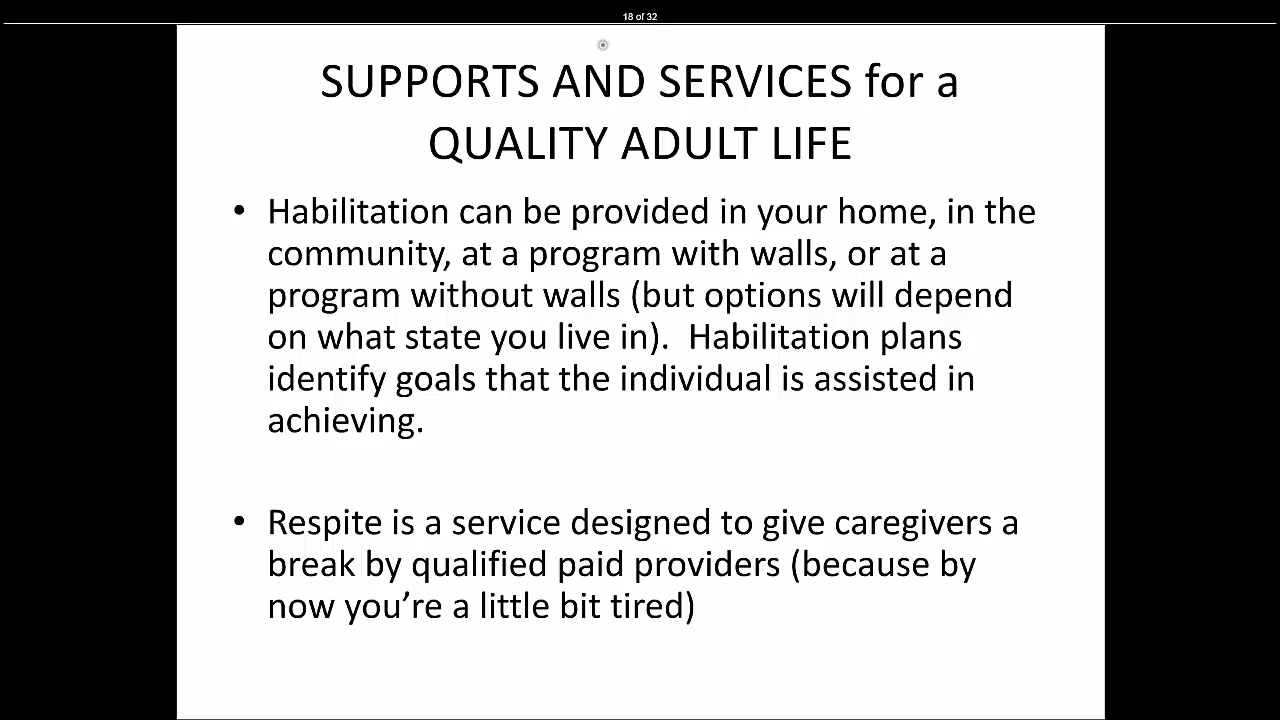 18 of 32
SUPPORTS AND SERVICES for a
QUALITY ADULT LIFE
• Habilitation can be provided in your home, in the
community, at a program with walls, or at a
program without walls (but options will depend
on what state you live in).  Habilitation plans
identify goals that the individual is assisted in
achieving.
• Respite is a service designed to give caregivers a
break by qualified paid providers (because by
now you’re a little bit tired)